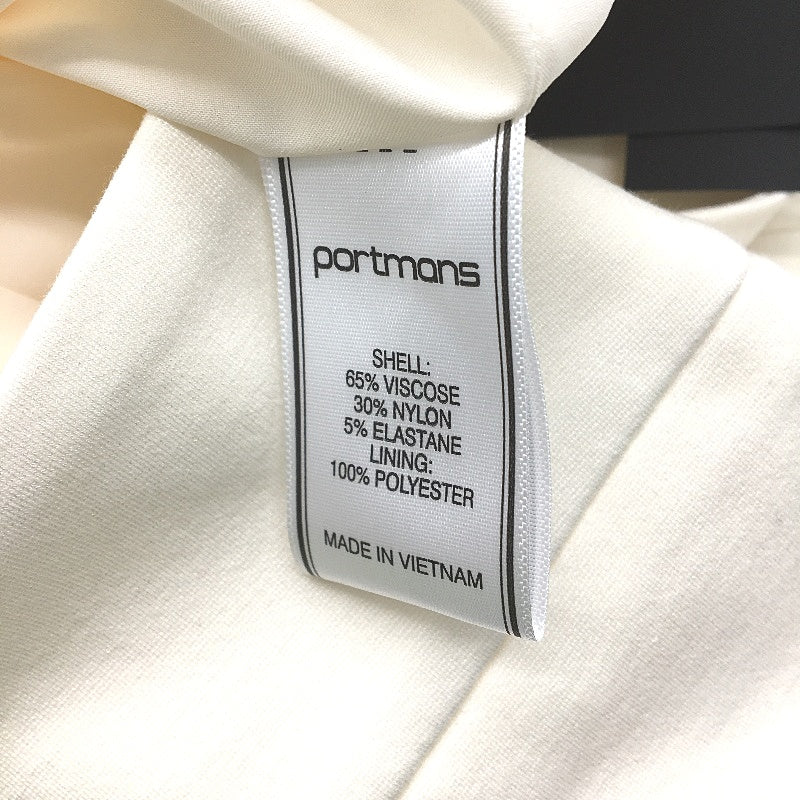 portmans
SHELL:
65% VISCOSE
30% NYLON
5% ELASTANE
LINING:
100% POLYESTER
MADE IN VIETNAM